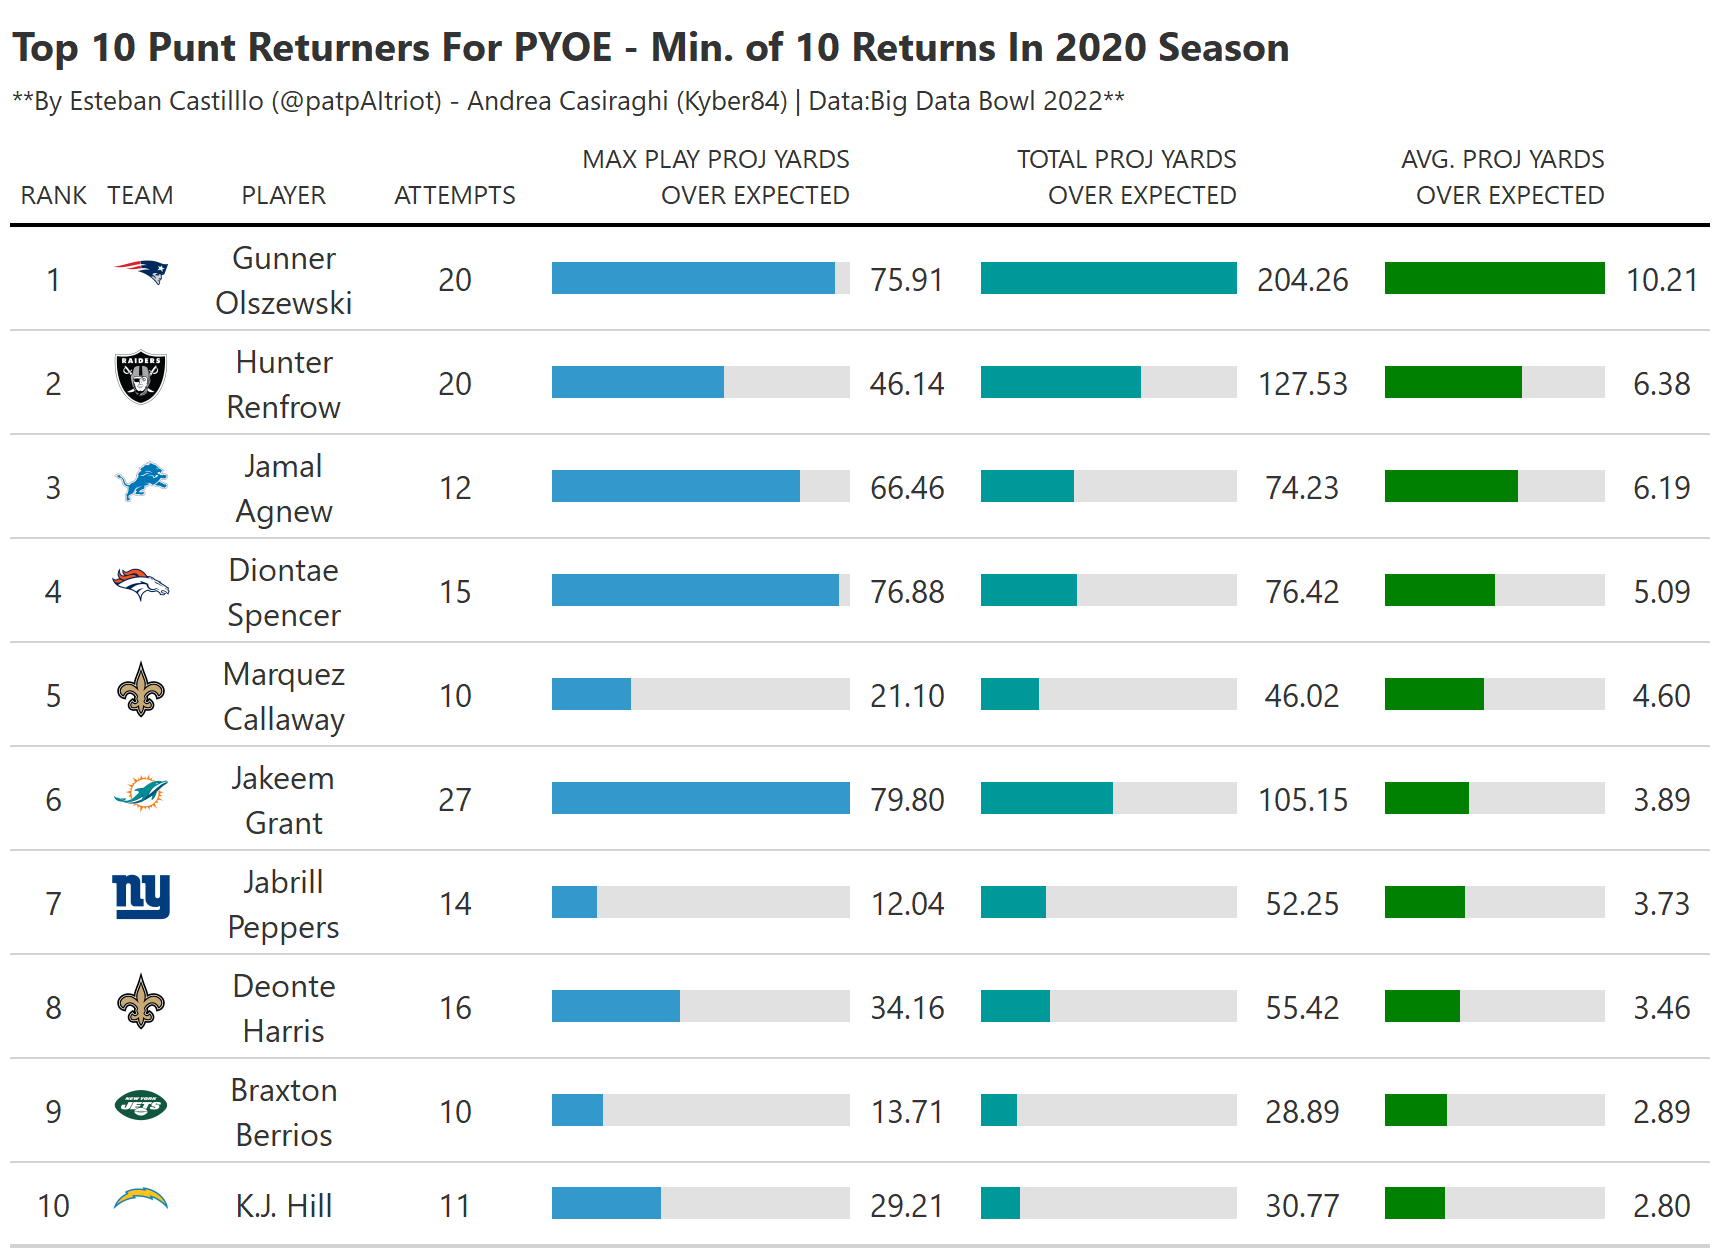 Top 10 Punt Returners For PYOE - Min. of 10 Returns In 2020 Season
**By Esteban Castilllo (@patpAltriot) - Andrea Casiraghi (Kyber84) | Data:Big Data Bowl 2022**
RANK TEAM PLAYER ATTEMPTS MAX PLAY PROJ YARDS OVER EXPECTED TOTAL PROJ YARDS OVER EXPECTED AVG. PROJ YARDS OVER EXPECTED
1 Gunner Olszewski 20 75.91 204.26 10.21
2 RAIDERS Hunter Renfrow 20 46.14 127.53 6.38
3 Jamal Agnew 12 66.46 74.23 6.19
4 Diontae Spencer 15 76.88 76.42 5.09
5 Marquez Callaway 10 21.10 46.02 4.60
6 Jakeem Grant 27 79.80 105.15 3.89
7 ny Jabrill Peppers 14 12.04 52.25 3.73
8 Deonte Harris 16 34.16 55.42 3.46
9 NEW YORK JETS Braxton Berrios 10 13.71 28.89 2.89
10 K.J. Hill 11 29.21 30.77 2.80